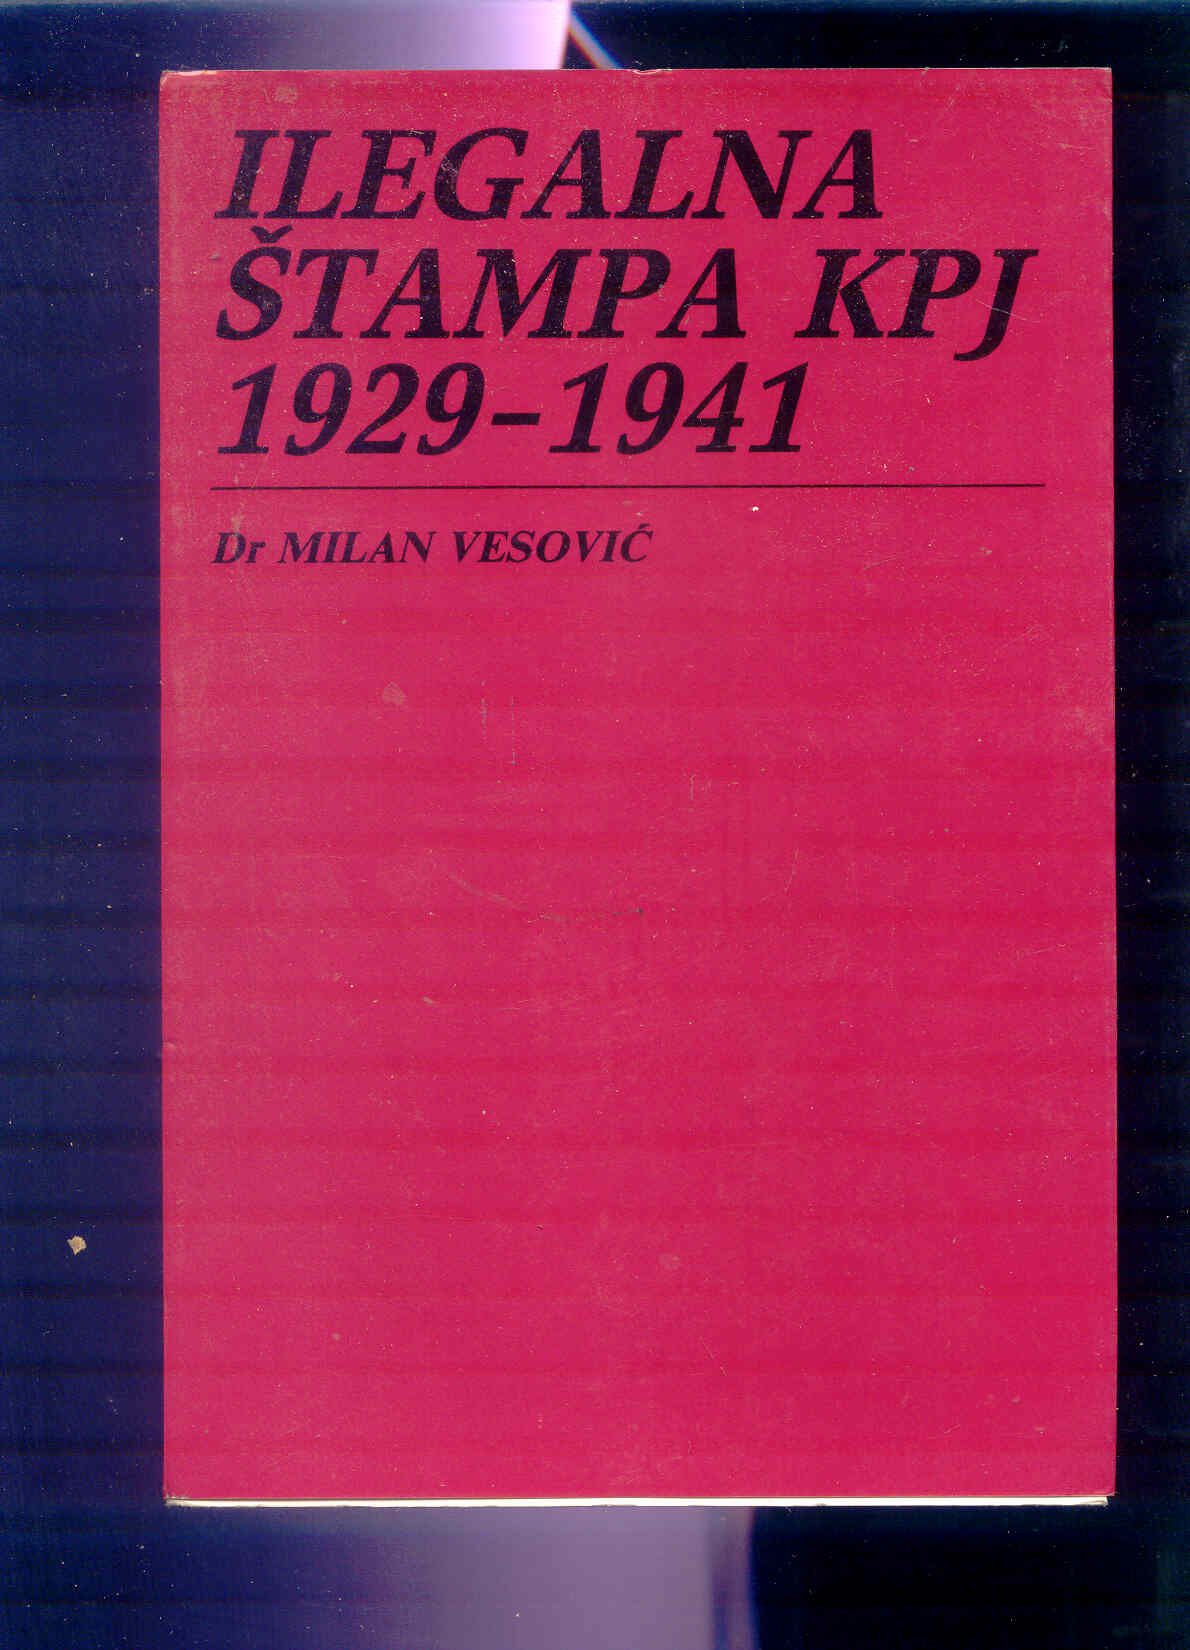 ILEGALNA
ŠTAMPA KPJ
1929–1941
Dr MILAN VESOVIĆ